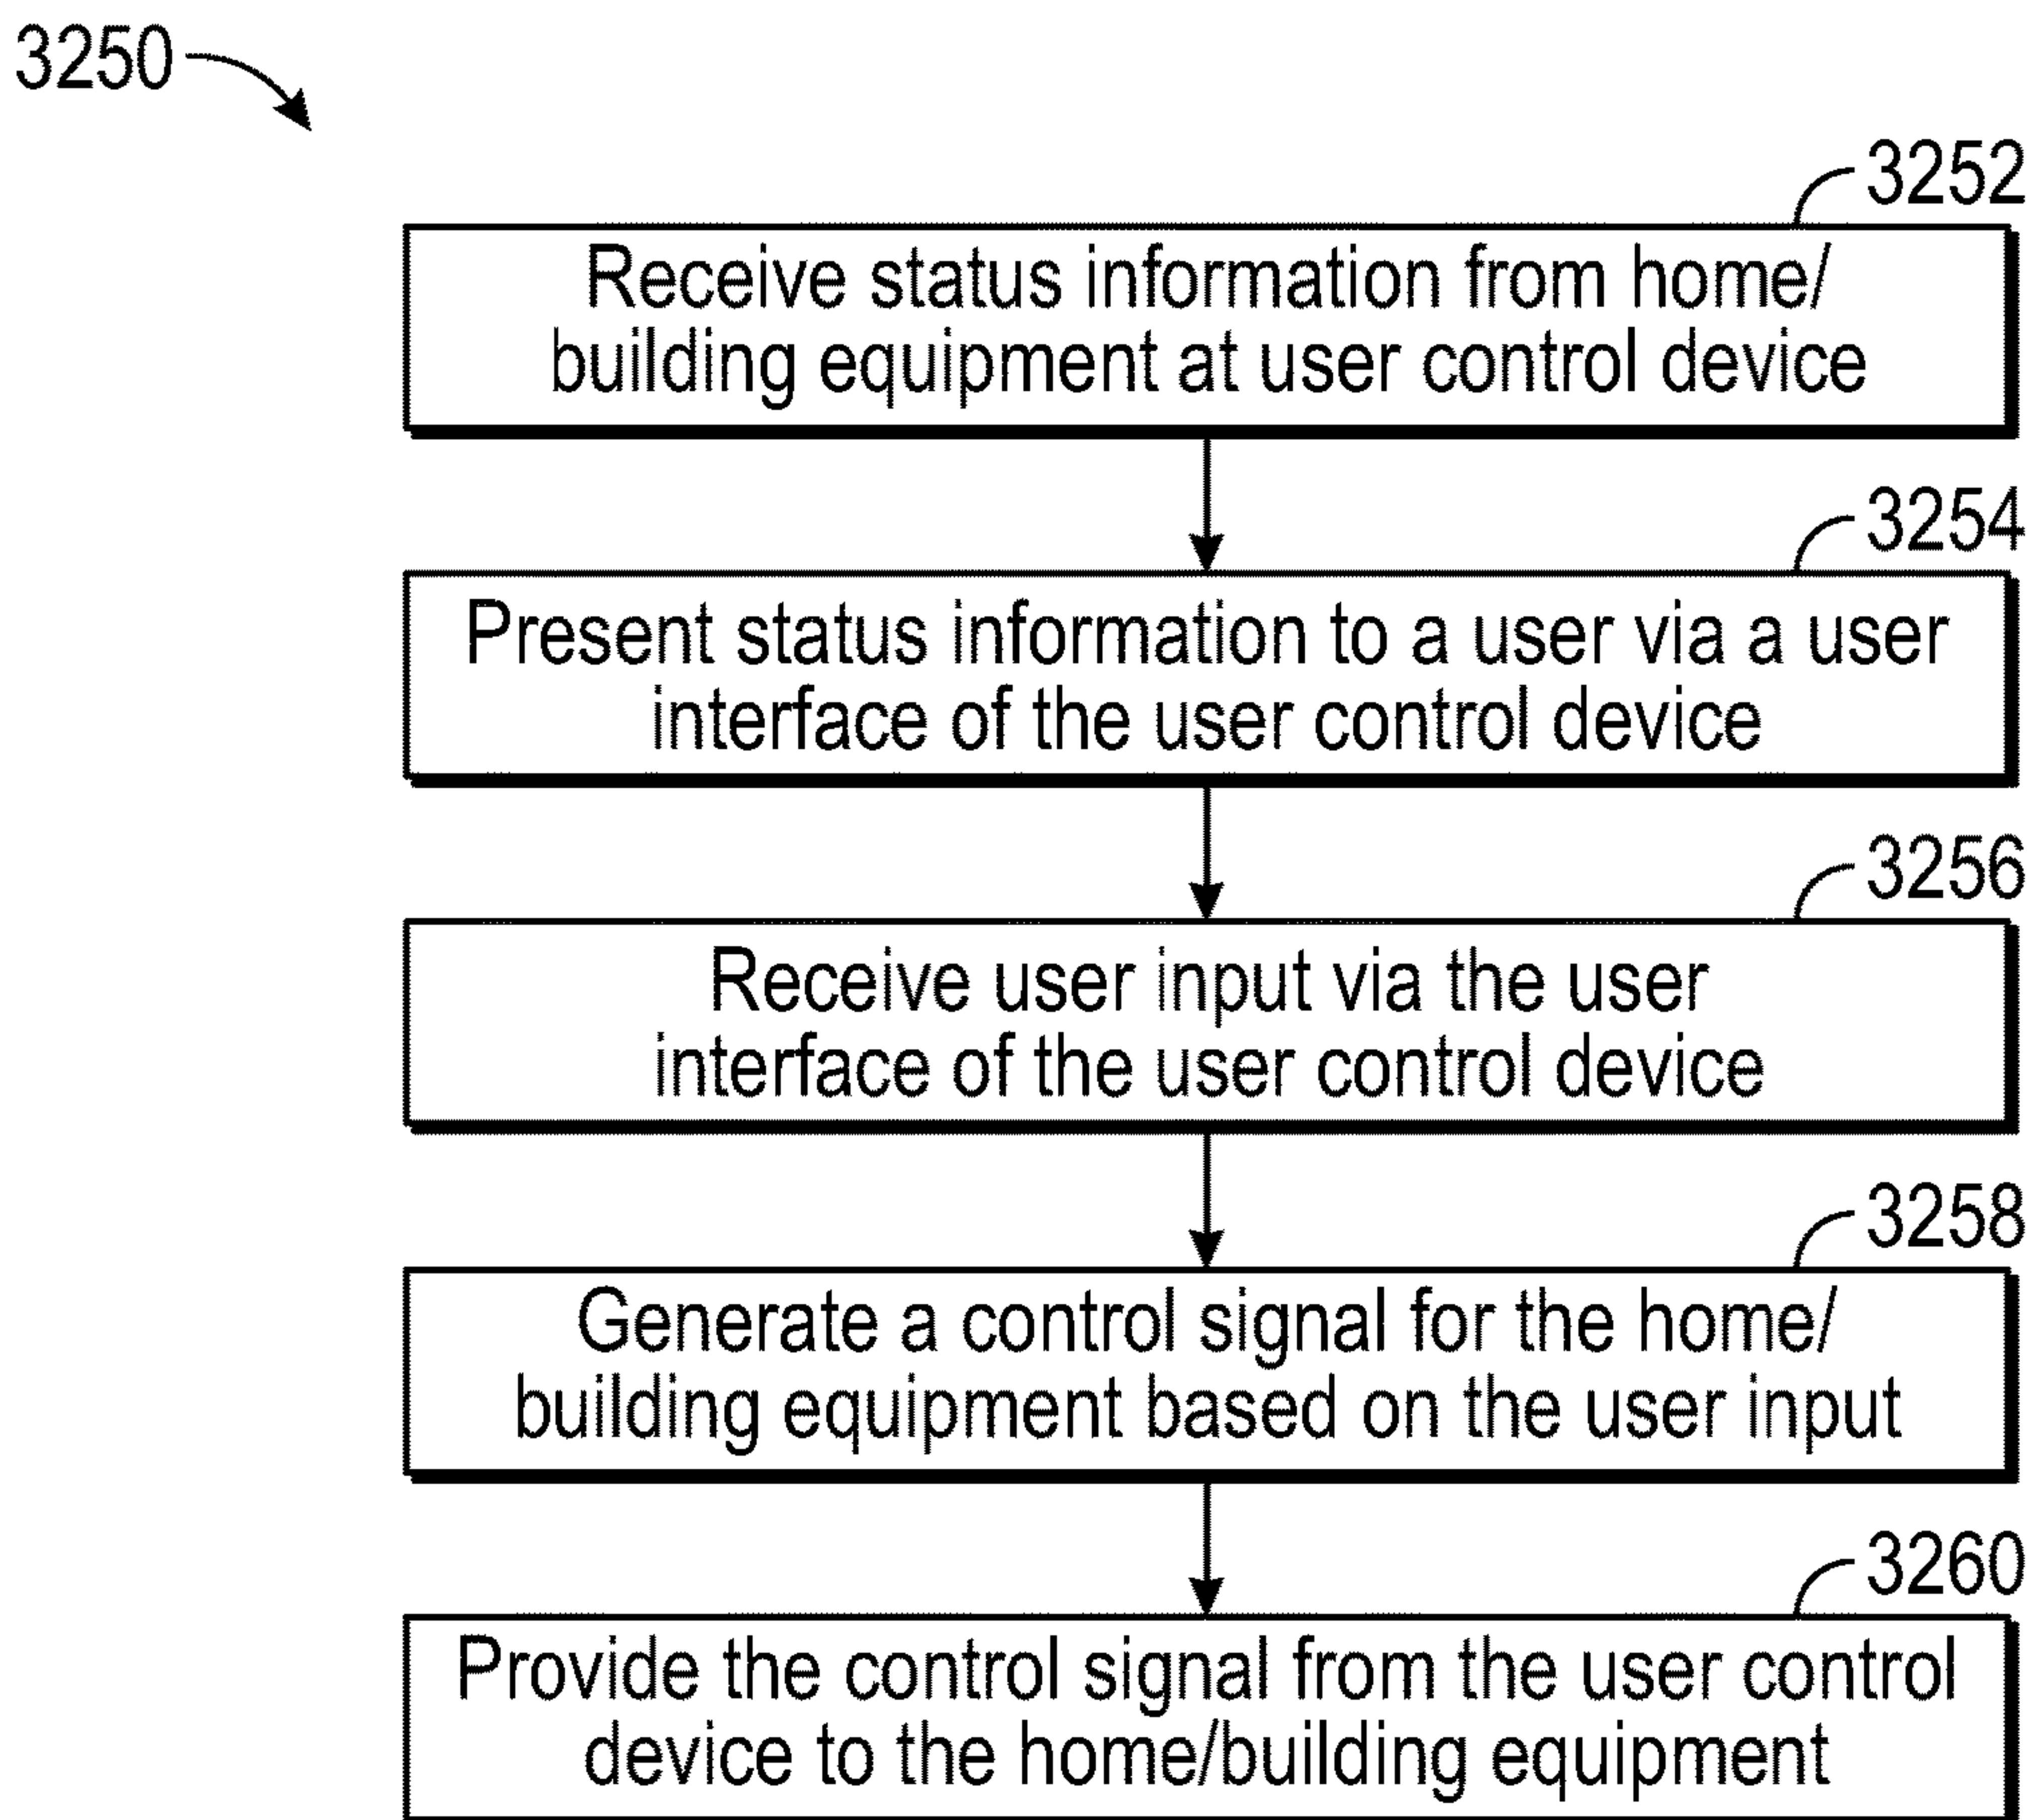 3250
3252
Receive status information from home/
building equipment at user control device
3254
Present status information to a user via a user
interface of the user control device
3256
Receive user input via the user
interface of the user control device
3258
Generate a control signal for the home/
building equipment based on the user input
3260
Provide the control signal from the user control
device to the home/building equipment